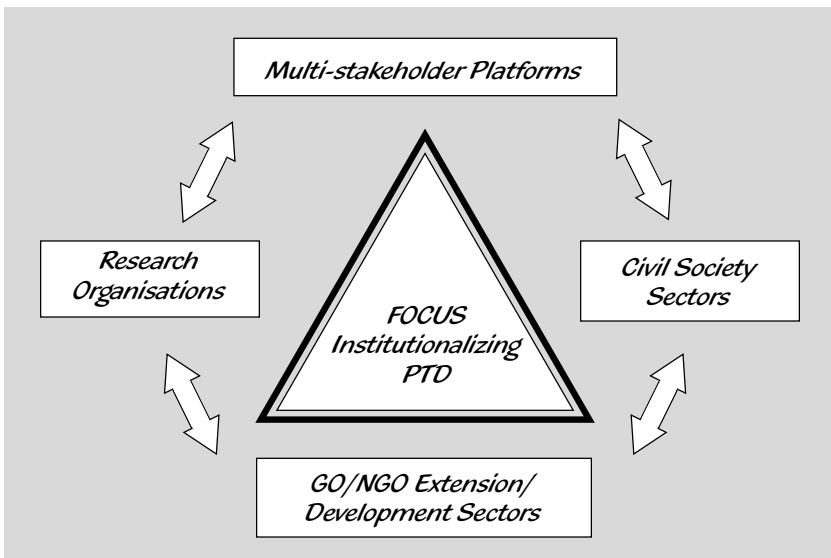 Multi-stakeholder Platforms
Research
Organisations
Civil Society
Sectors
FOCUS
Institutionalizing
PTD
GO/NGO Extension/
Development Sectors